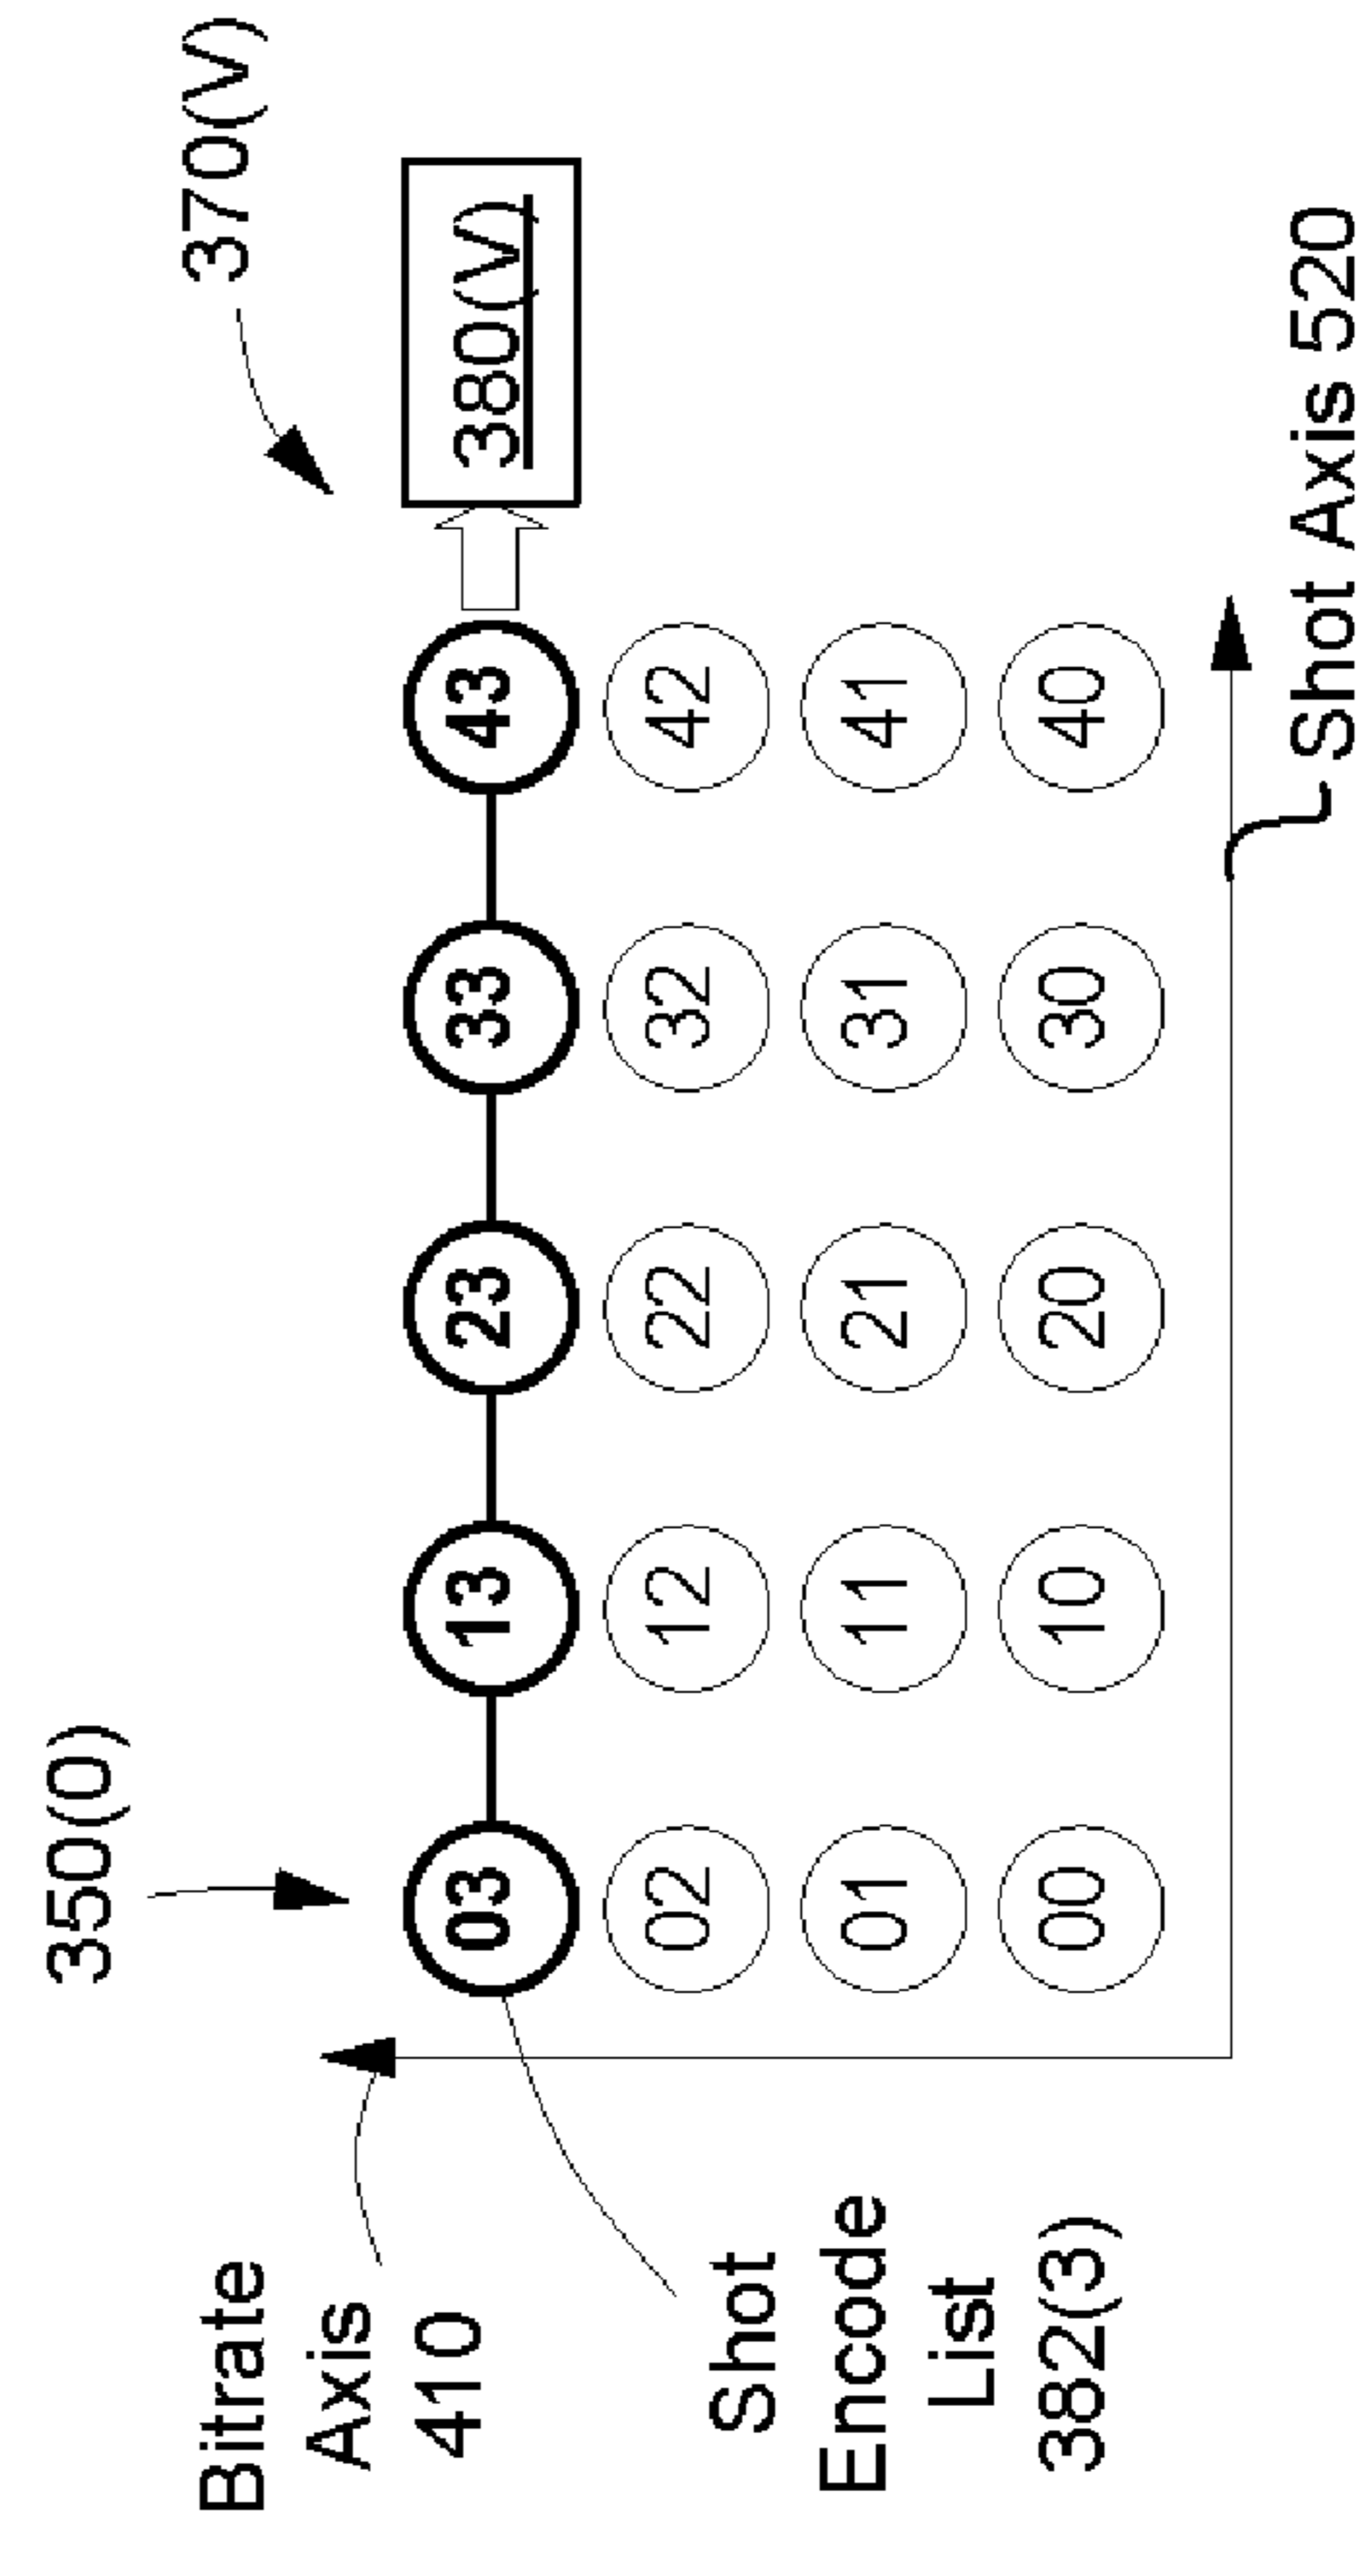 350(0)
370(V)
Bitrate
Axis
410
03 13 23 33 43
380(V)
02 12 22 32 42
01 11 21 31 41
00 10 20 30 40
Shot
Encode
List
382(3)
Shot Axis 520